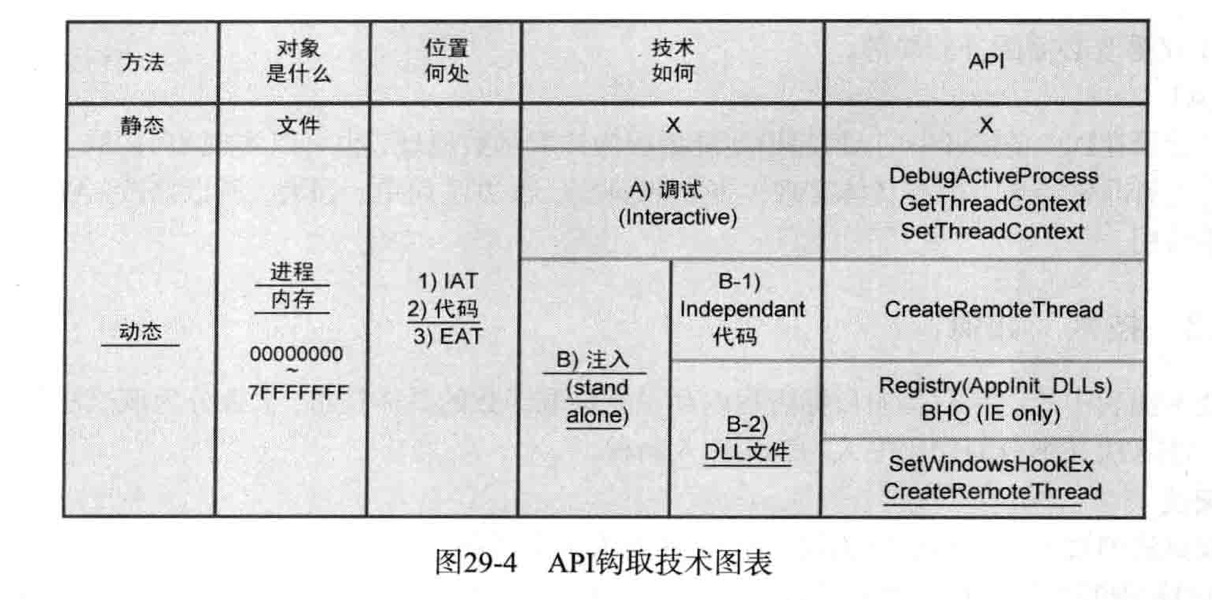 方法
对象
是什么
位置
何处
技术
如何
API
静态
文件
X
X
动态
进程
内存
00000000
~
7FFFFFFF
1) IAT
2) 代码
3) EAT
A) 调试
(Interactive)
DebugActiveProcess
GetThreadContext
SetThreadContext
B) 注入
(stand
alone)
B-1)
Independant
代码
CreateRemoteThread
B-2)
DLL文件
Registry(AppInit_DLLs)
BHO (IE only)
SetWindowsHookEx
CreateRemoteThread
图29-4 API钩取技术图表